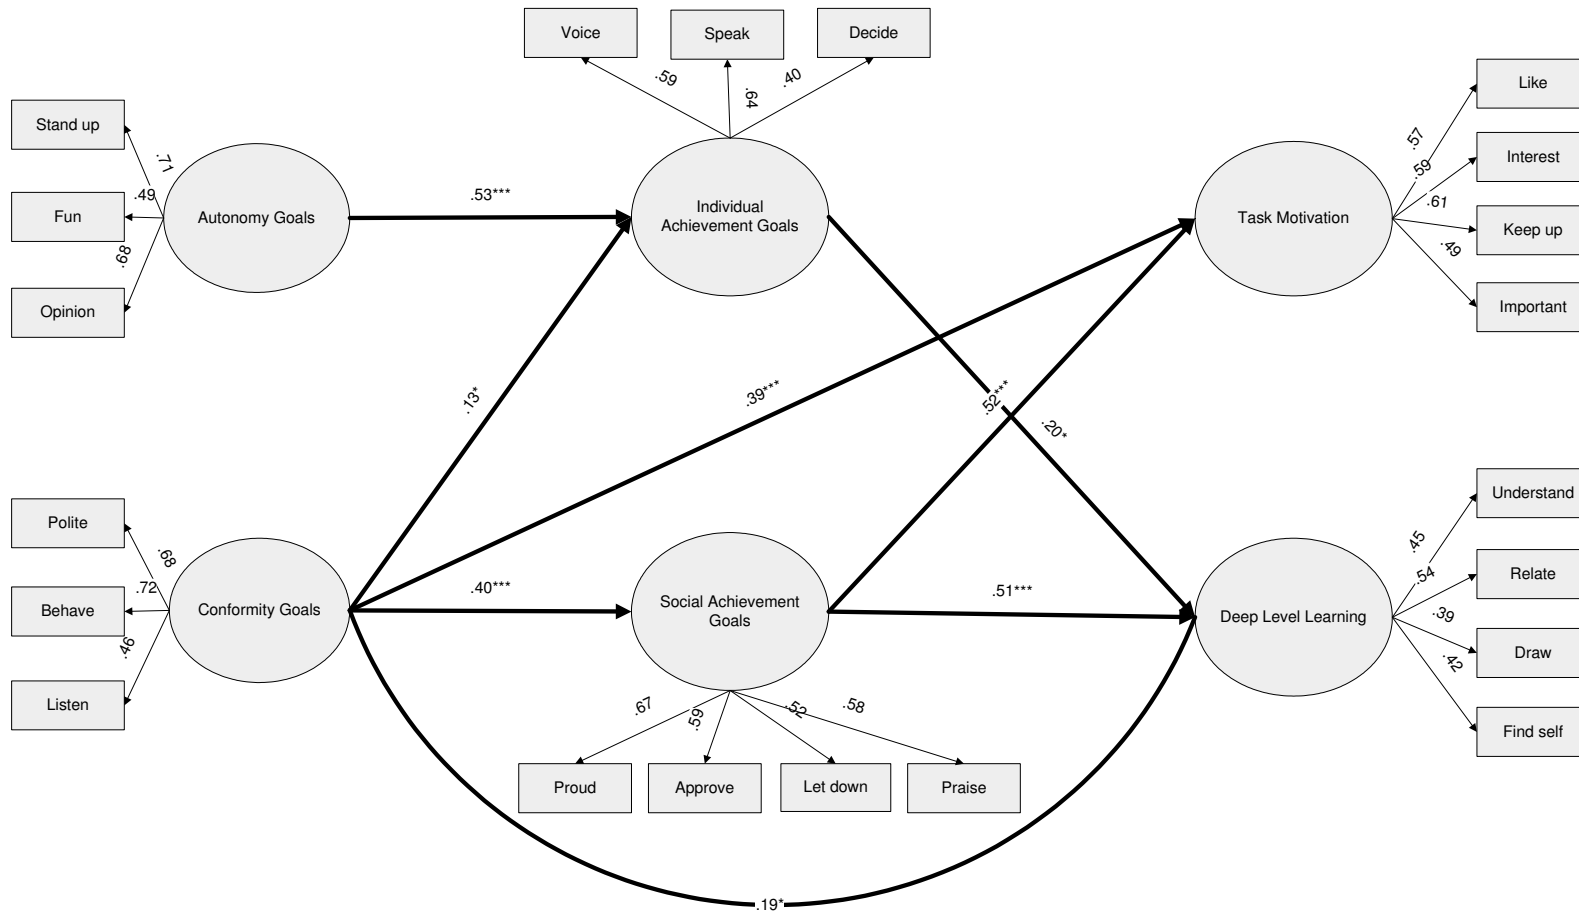 Voice
Speak
Decide
.59
.64
.40
Stand up
Fun
Opinion
.71
.49
.68
Autonomy Goals
.53***
Individual
Achievement Goals
Task Motivation
.57
.59
.61
.49
Like
Interest
Keep up
Important
.13*
.39***
.52***
.20*
Polite
Behave
Listen
.68
.72
.46
Conformity Goals
.40***
Social Achievement
Goals
.51***
Deep Level Learning
.45
.54
.39
.42
Understand
Relate
Draw
Find self
.67
.59
.52
.58
Proud
Approve
Let down
Praise
.19*